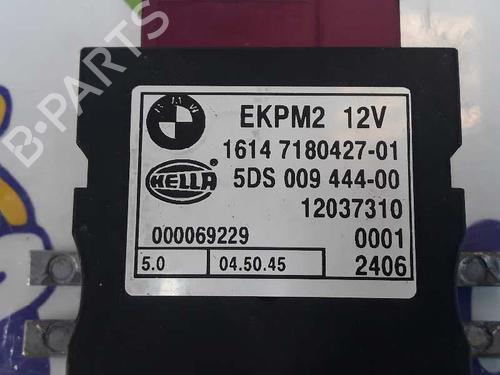 B-PARTS
BMW
EKPM2 12V
1614 7180427-01
HELLA
5DS 009 444-00
12037310
000069229 0001
5.0 04.50.45 2406